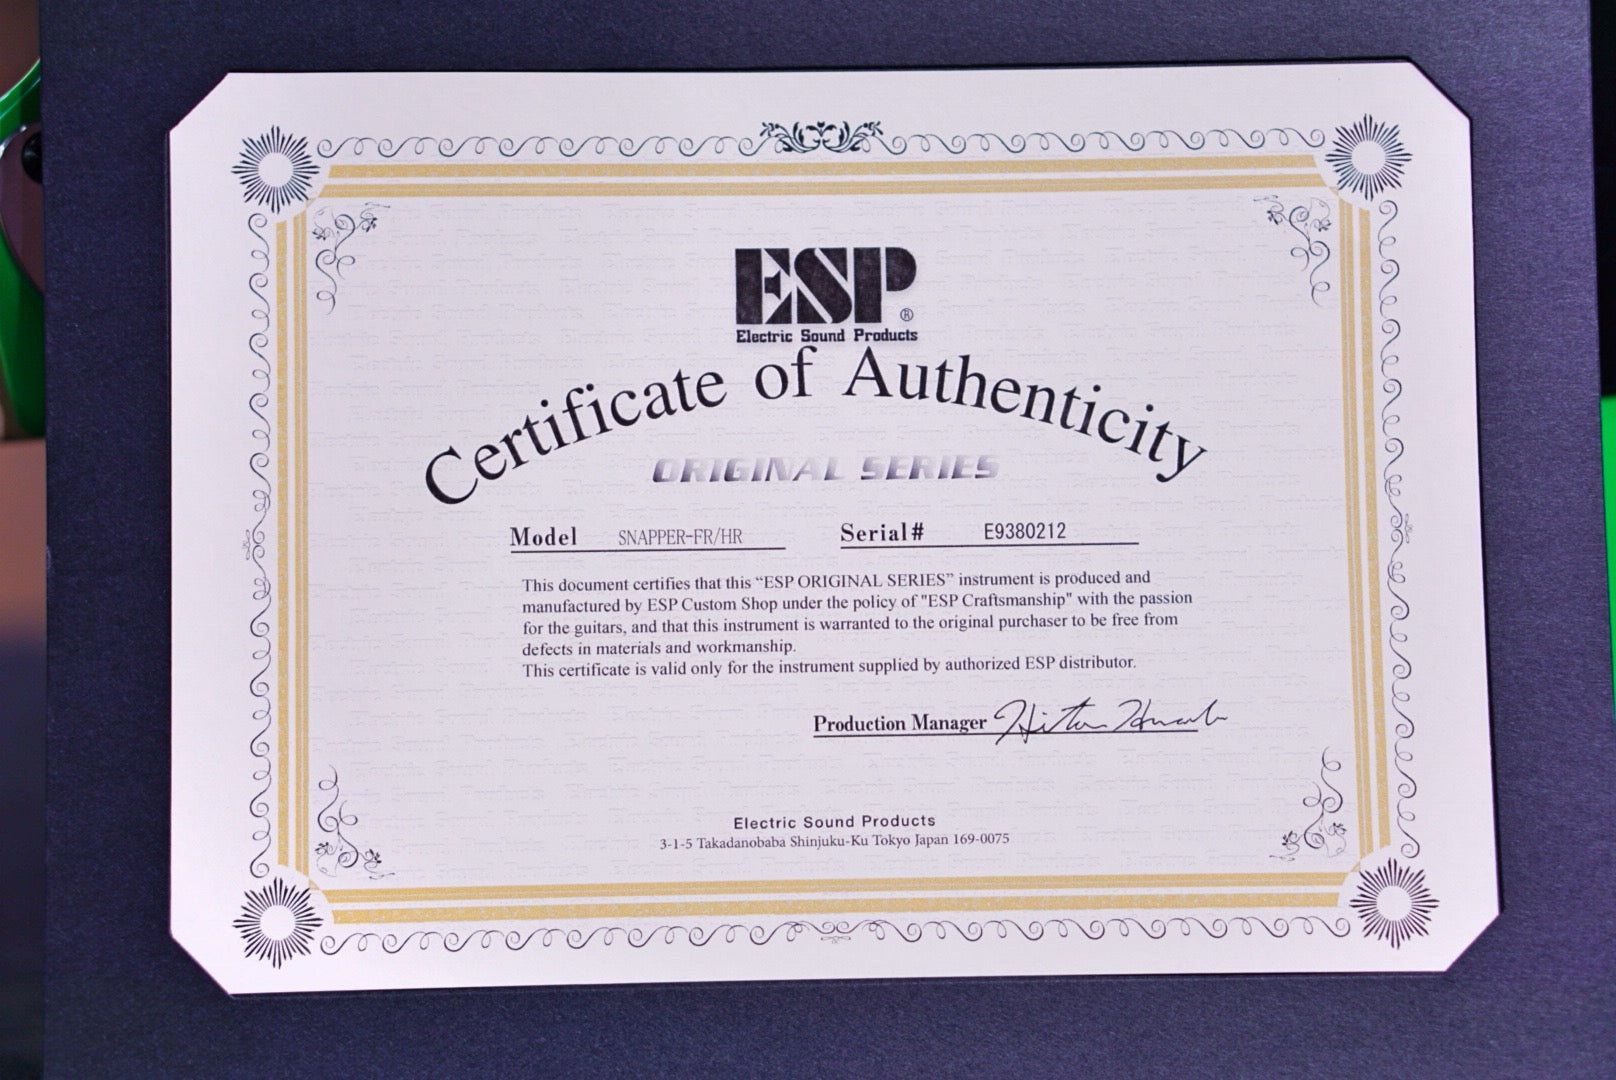 ESP®
Electric Sound Products
Certificate of Authenticity
ORIGINAL SERIES
Model SNAPPER-FR/HR Serial# E9380212
This document certifies that this “ESP ORIGINAL SERIES” instrument is produced and
manufactured by ESP Custom Shop under the policy of "ESP Craftsmanship" with the passion
for the guitars, and that this instrument is warranted to the original purchaser to be free from
defects in materials and workmanship.
This certificate is valid only for the instrument supplied by authorized ESP distributor.
Production Manager
Electric Sound Products
3-1-5 Takadanobaba Shinjuku-Ku Tokyo Japan 169-0075